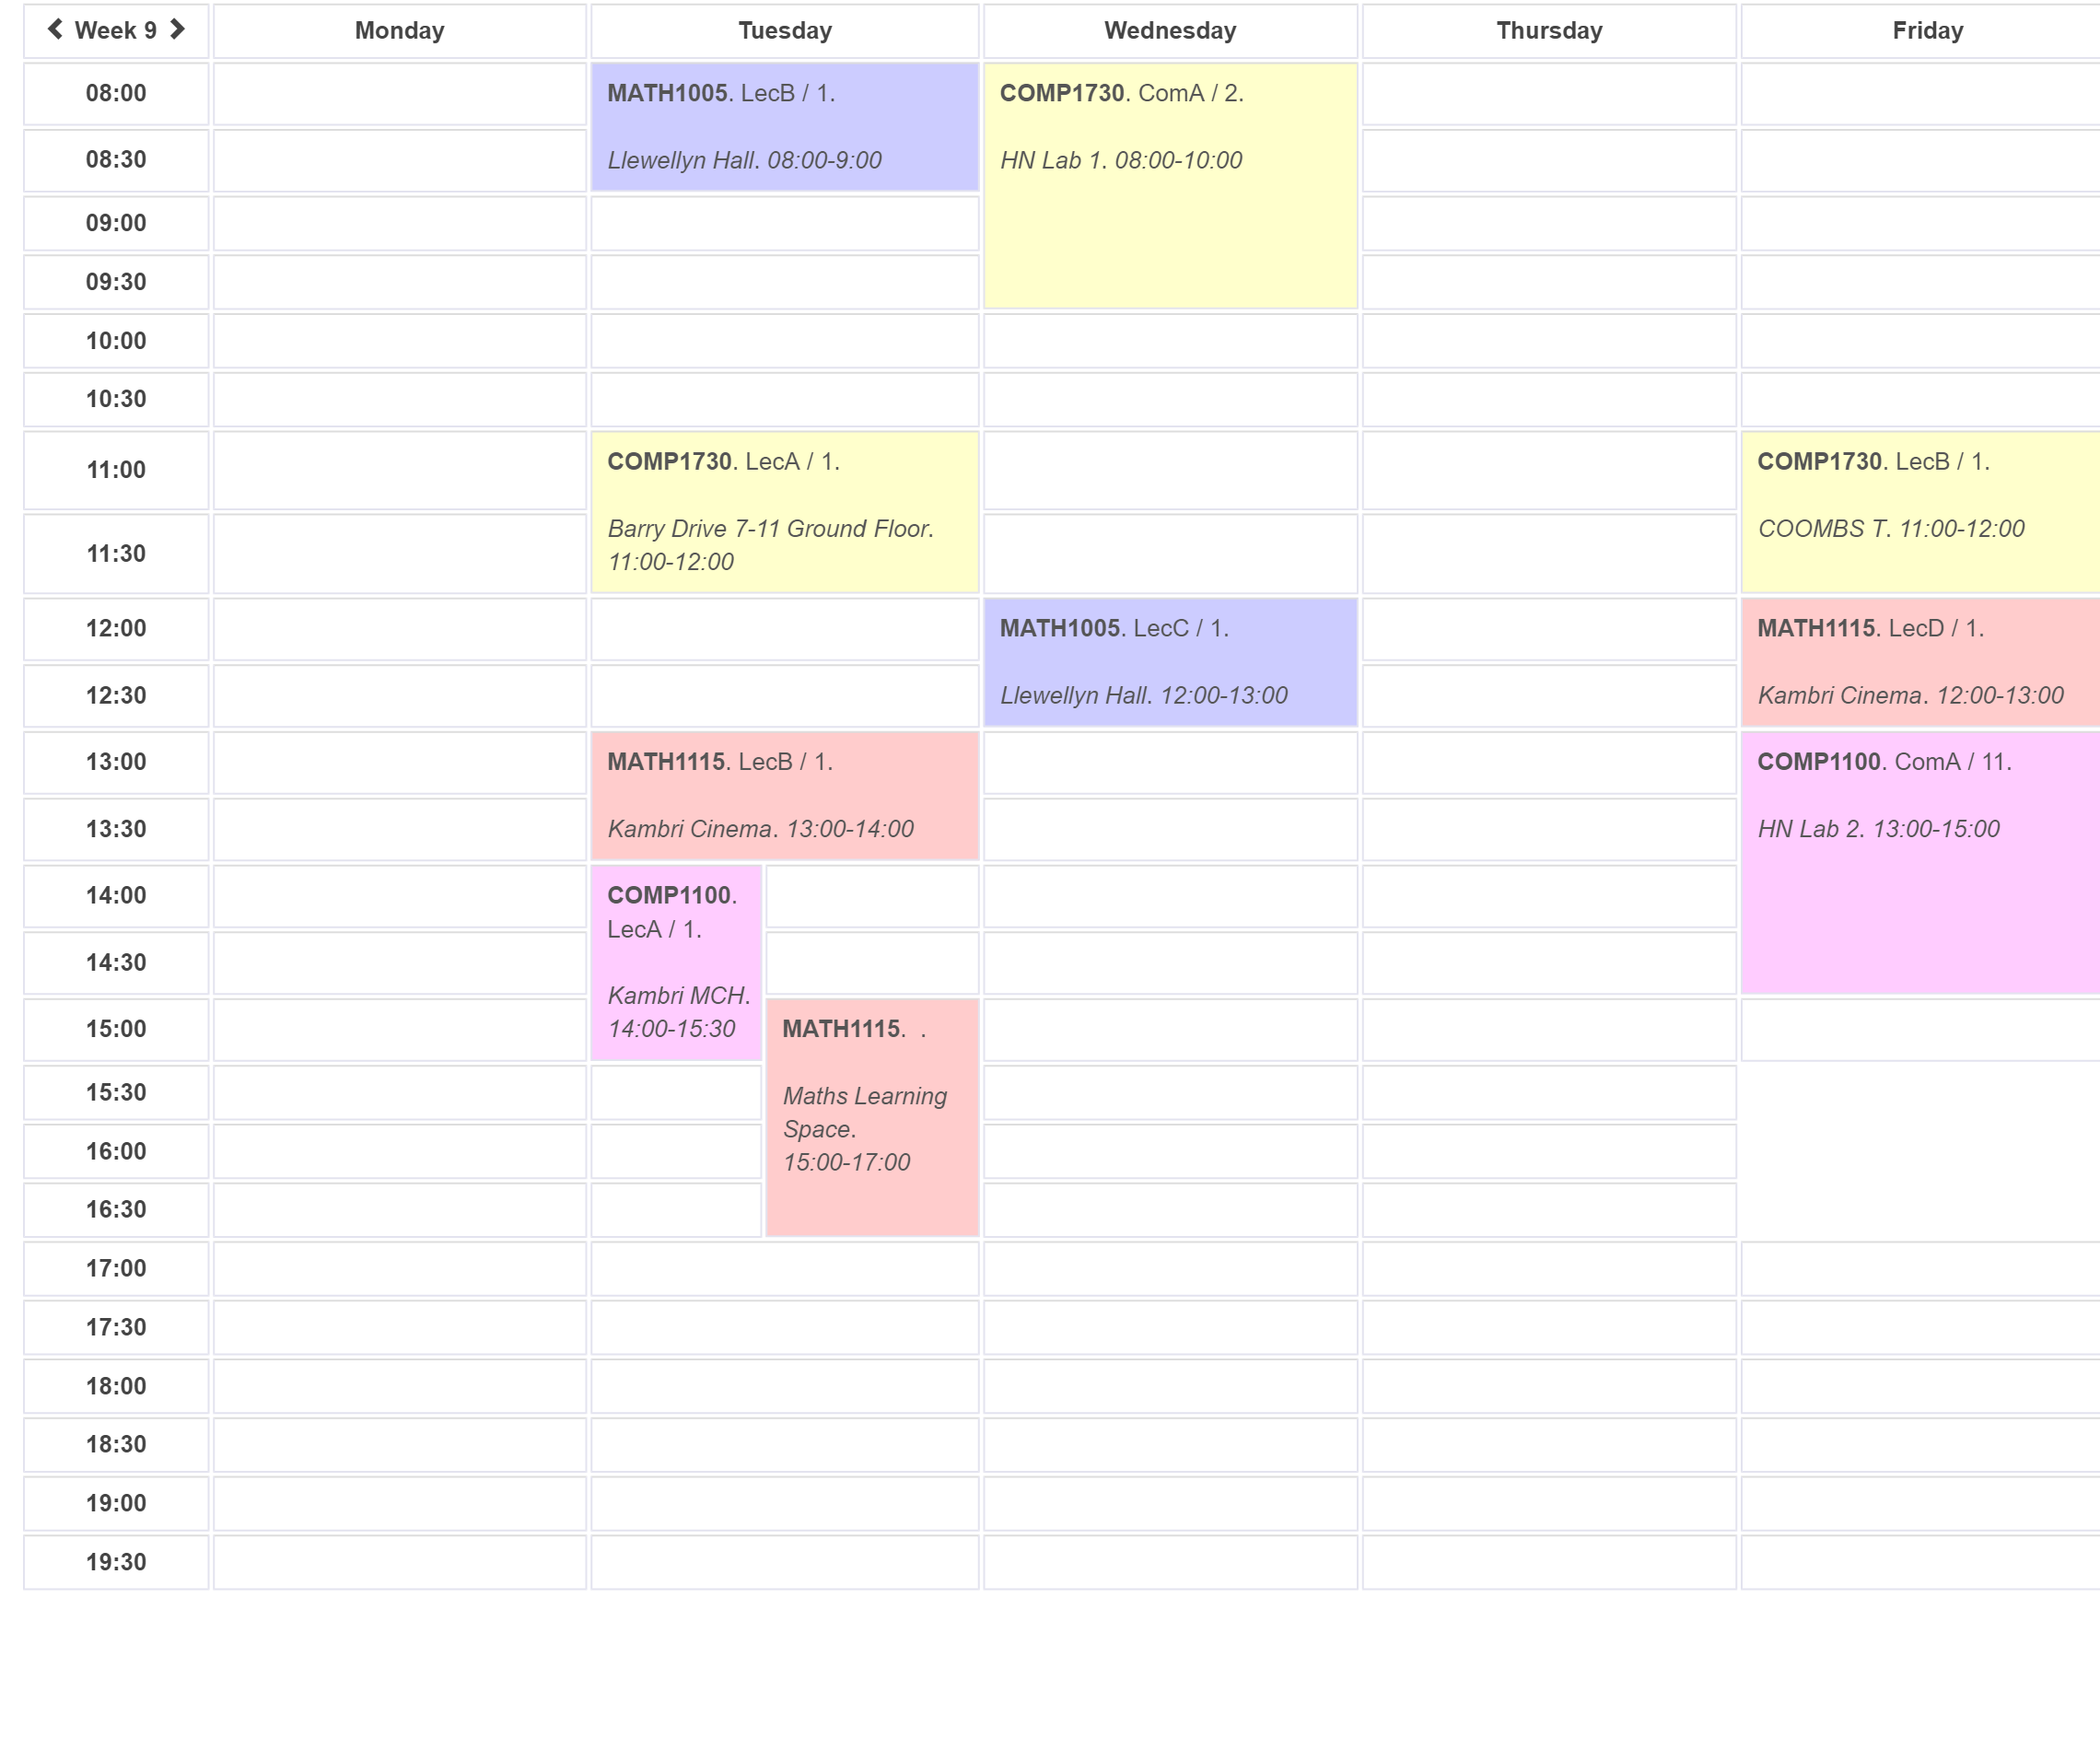 Week 9 Monday Tuesday Wednesday Thursday Friday
08:00 MATH1005. LecB / 1. COMP1730. ComA / 2.
08:30 Llewellyn Hall. 08:00-9:00 HN Lab 1. 08:00-10:00
09:00
09:30
10:00
10:30
11:00 COMP1730. LecA / 1. COMP1730. LecB / 1.
Barry Drive 7-11 Ground Floor. COOMBS T. 11:00-12:00
11:30 11:00-12:00
12:00 MATH1005. LecC / 1. MATH1115. LecD / 1.
12:30 Llewellyn Hall. 12:00-13:00 Kambri Cinema. 12:00-13:00
13:00 MATH1115. LecB / 1. COMP1100. ComA / 11.
13:30 Kambri Cinema. 13:00-14:00 HN Lab 2. 13:00-15:00
14:00 COMP1100.
LecA / 1.
14:30
Kambri MCH.
15:00 14:00-15:30 MATH1115. .
15:30 Maths Learning
Space.
16:00 15:00-17:00
16:30
17:00
17:30
18:00
18:30
19:00
19:30